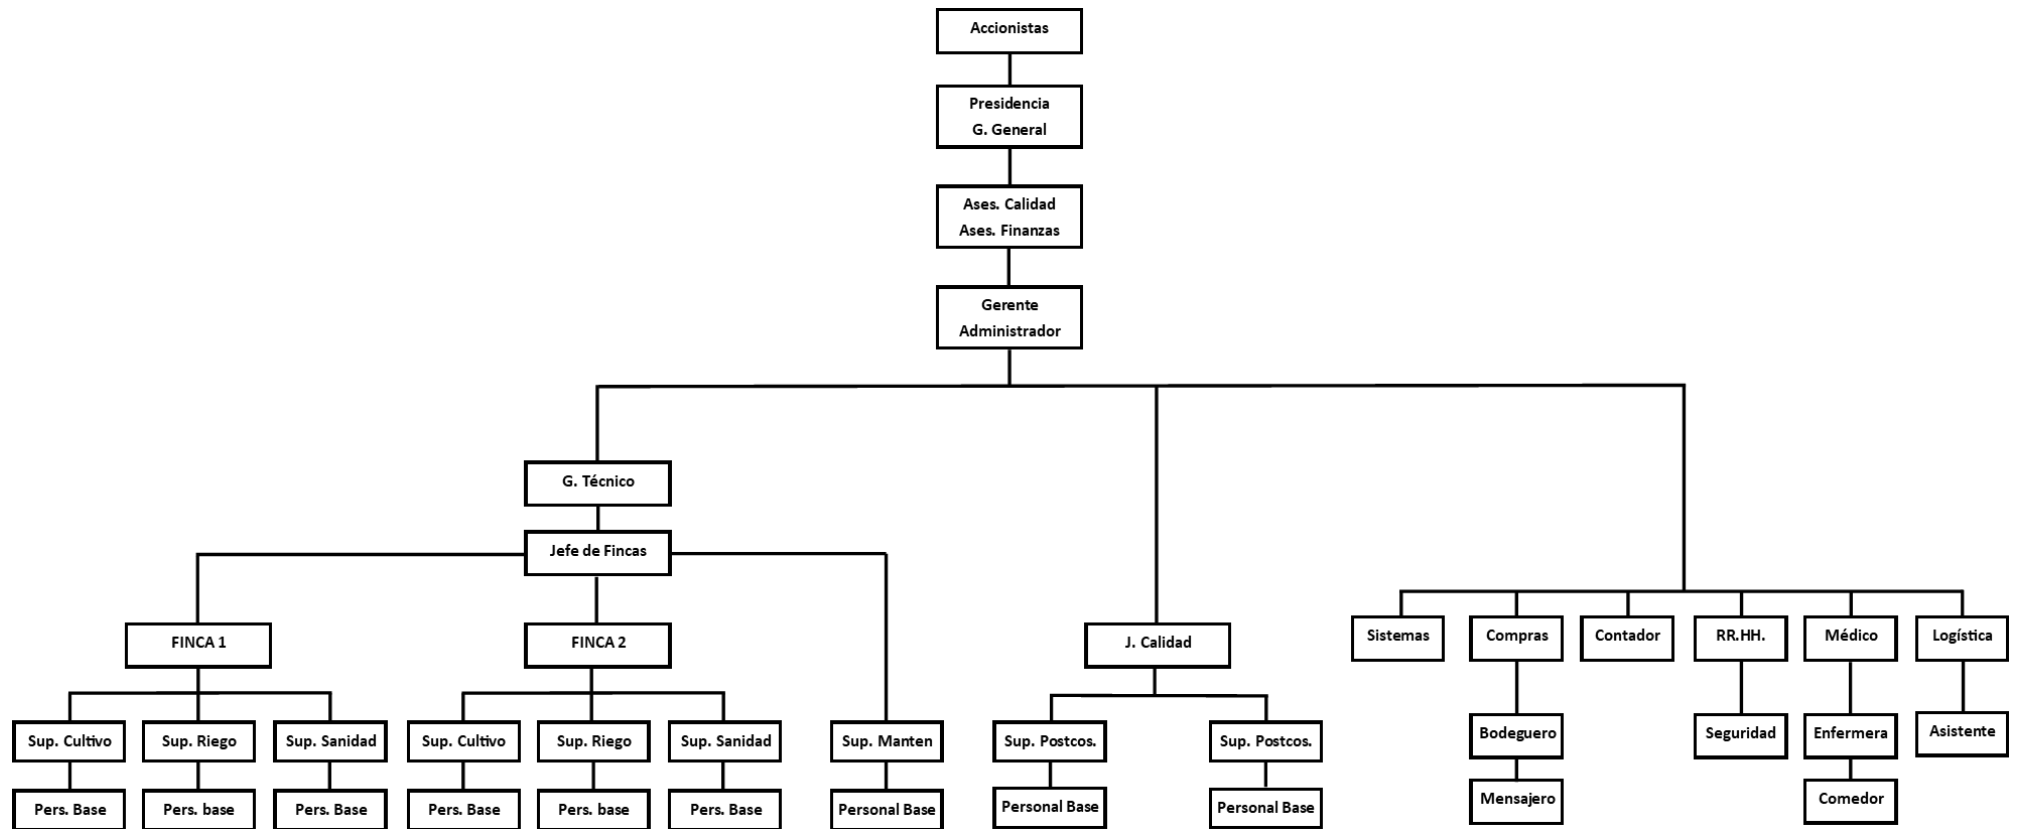 Accionistas
Presidencia
G. General
Ases. Calidad
Ases. Finanzas
Gerente
Administrador
G. Técnico
Jefe de Fincas
FINCA 1
FINCA 2
J. Calidad
Sistemas
Compras
Contador
RR.HH.
Médico
Logística
Sup. Cultivo
Sup. Riego
Sup. Sanidad
Sup. Cultivo
Sup. Riego
Sup. Sanidad
Sup. Manten
Sup. Postcos.
Sup. Postcos.
Bodeguero
Seguridad
Enfermera
Asistente
Pers. Base
Pers. base
Pers. Base
Pers. Base
Pers. base
Pers. Base
Personal Base
Personal Base
Personal Base
Mensajero
Comedor